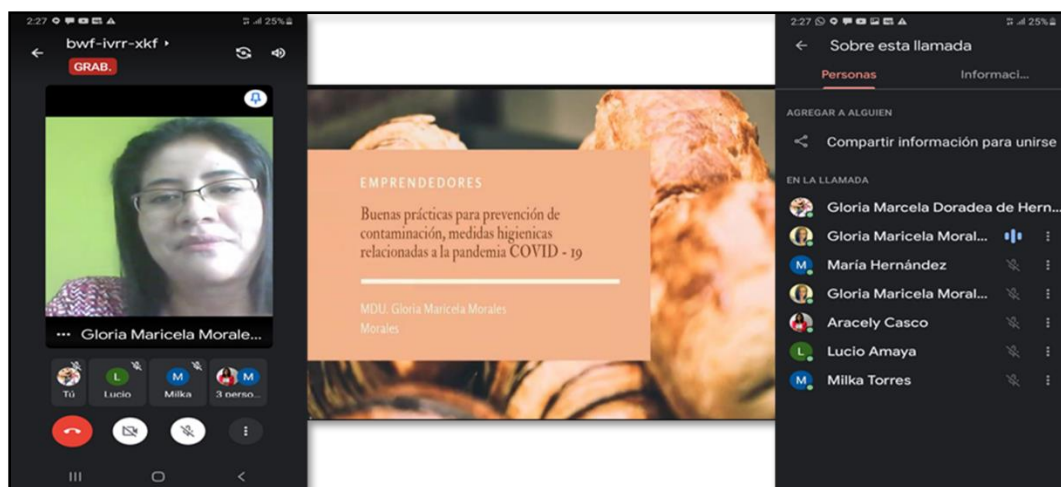 2:27
25%
bwf-ivrr-xkf
GRAB.
Gloria Maricela Morale...
Tú
Lucio
Milka
3 perso...
EMPRENDEDORES
Buenas prácticas para prevención de
contaminación, medidas higienicas
relacionadas a la pandemia COVID - 19
MDU. Gloria Maricela Morales
Morales
2:27
25%
Sobre esta llamada
Personas
Informaci...
AGREGAR A ALGUIEN
Compartir información para unirse
EN LA LLAMADA
Gloria Marcela Doradea de Hern...
Gloria Maricela Moral...
M María Hernández
Gloria Maricela Moral...
Aracely Casco
L Lucio Amaya
M Milka Torres